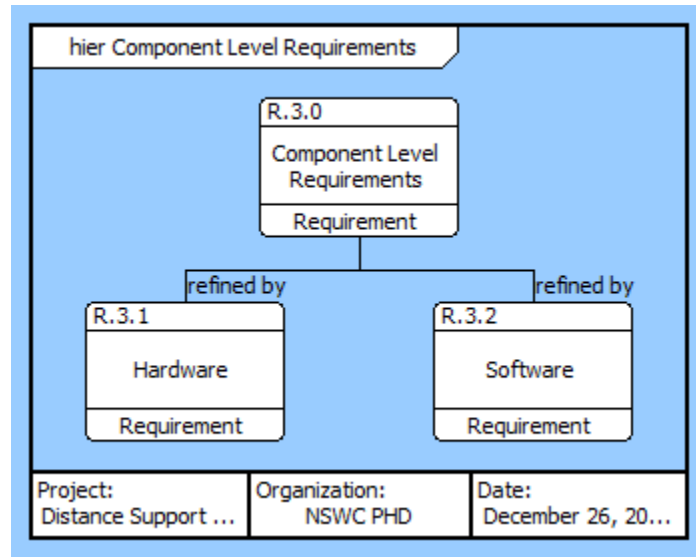 hier Component Level Requirements
R.3.0
Component Level
Requirements
Requirement
refined by
refined by
R.3.1
Hardware
Requirement
R.3.2
Software
Requirement
Project:
Distance Support ...
Organization:
NSWC PHD
Date:
December 26, 20...